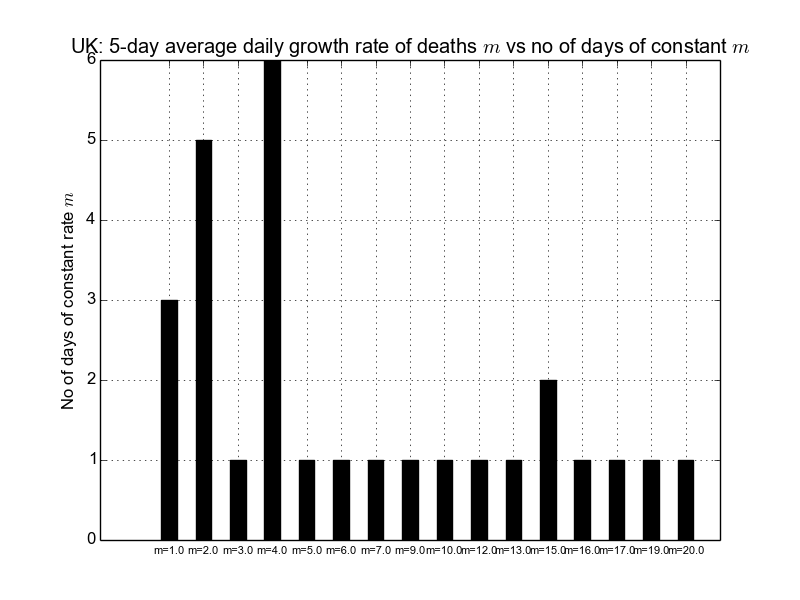 UK: 5-day average daily growth rate of deaths m vs no of days of constant m
No of days of constant rate m
6
5
4
3
2
1
0
m=1.0 m=2.0 m=3.0 m=4.0 m=5.0 m=6.0 m=7.0 m=9.0 m=10.0 m=12.0 m=13.0 m=15.0 m=16.0 m=17.0 m=19.0 m=20.0